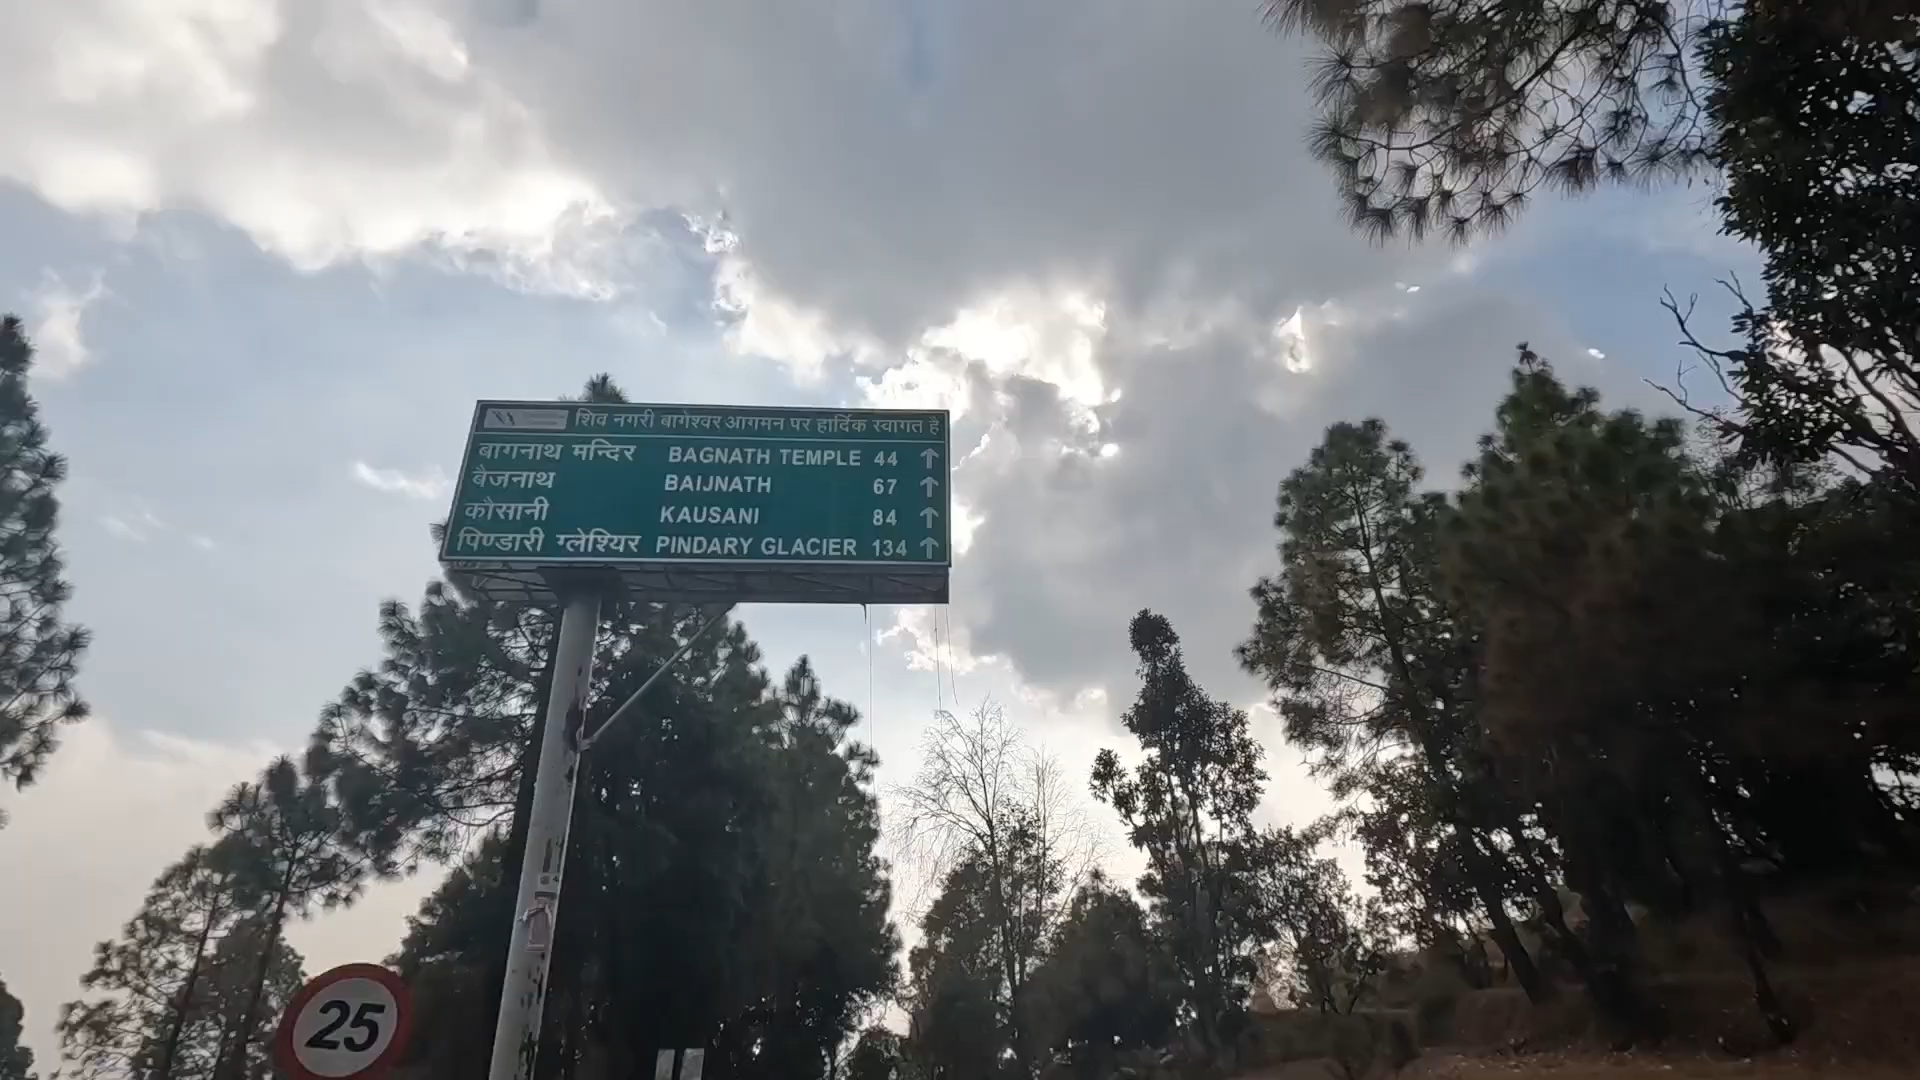 शिव नगरी बागेश्वर आगमन पर हार्दिक स्वागत है
बागनाथ मन्दिर BAGNATH TEMPLE 44 ↑
बैजनाथ BAIJNATH 67 ↑
कौसानी KAUSANI 84 ↑
पिण्डारी ग्लेश्यिर PINDARY GLACIER 134 ↑
25